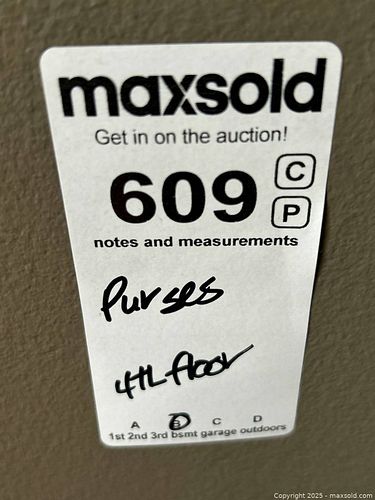 maxsold
Get in on the auction!
609 C
P
notes and measurements
Purses
4th floor
A B C D
1st 2nd 3rd bsmt garage outdoors
Copyright 2025 - maxsold.com